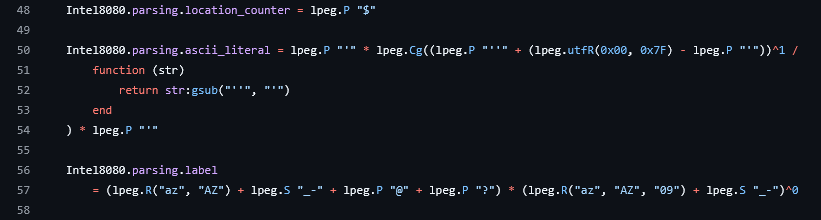 48 Intel8080.parsing.location_counter = lpeg.P "$"
49
50 Intel8080.parsing.ascii_literal = lpeg.P "'" * lpeg.Cg((lpeg.P "''" + (lpeg.utfR(0x00, 0x7F) - lpeg.P "'"))^1 /
51 function (str)
52 return str:gsub("''", "'")
53 end
54 ) * lpeg.P "'"
55
56 Intel8080.parsing.label
57 = (lpeg.R("az", "AZ") + lpeg.S "_-" + lpeg.P "@" + lpeg.P "?") * (lpeg.R("az", "AZ", "09") + lpeg.S "_-")^0
58